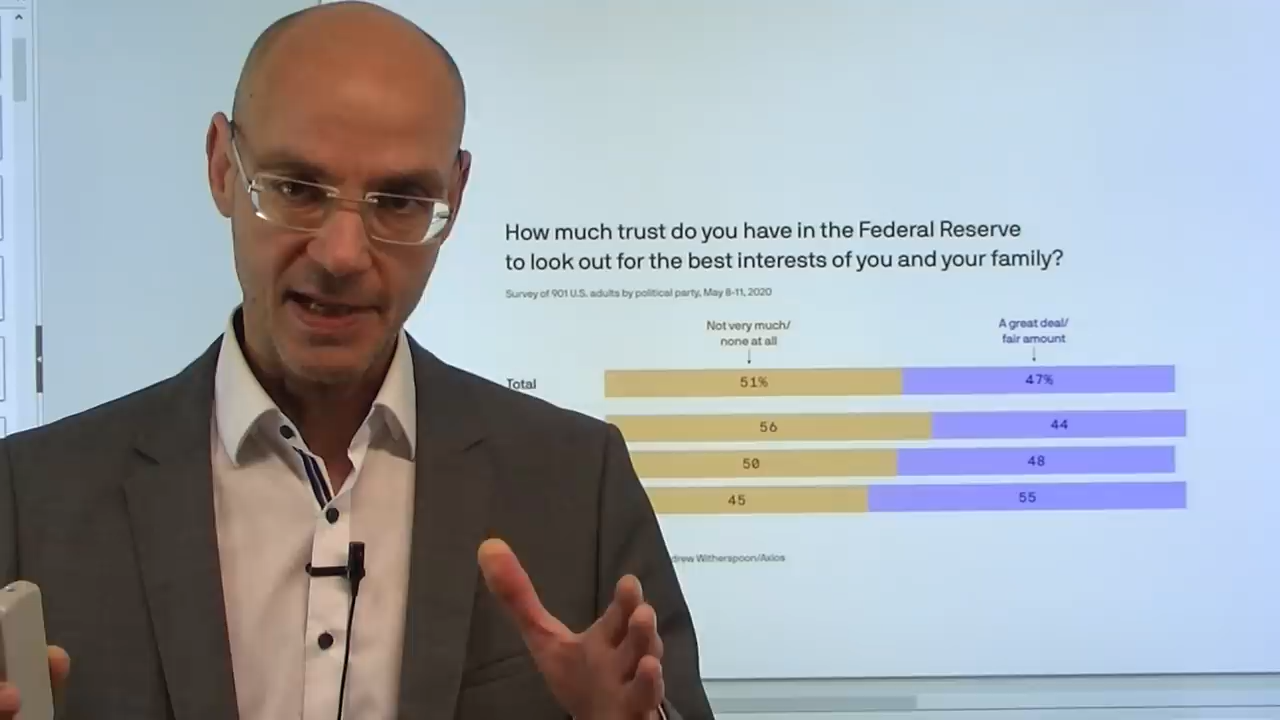 How much trust do you have in the Federal Reserve
to look out for the best interests of you and your family?
Survey of 901 U.S. adults by political party, May 8-11, 2020
Not very much/
none at all
A great deal/
fair amount
Total
51%
47%
56
44
50
48
45
55
Witherspoon/Axios